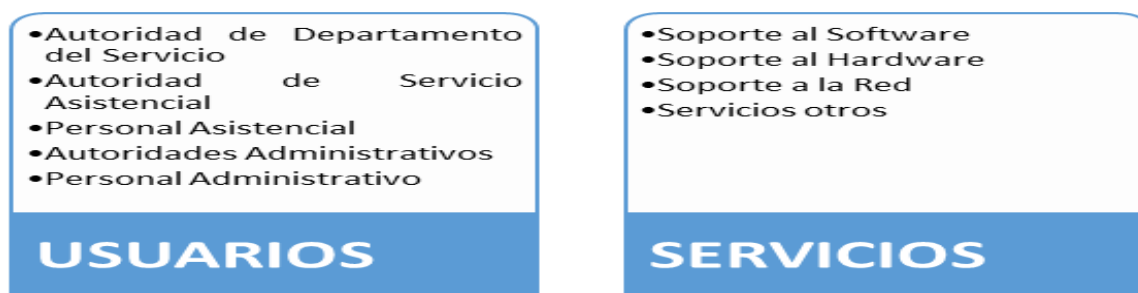 •Autoridad de Departamento
del Servicio
•Autoridad de Servicio
Asistencial
•Personal Asistencial
•Autoridades Administrativos
•Personal Administrativo
USUARIOS
•Soporte al Software
•Soporte al Hardware
•Soporte a la Red
•Servicios otros
SERVICIOS